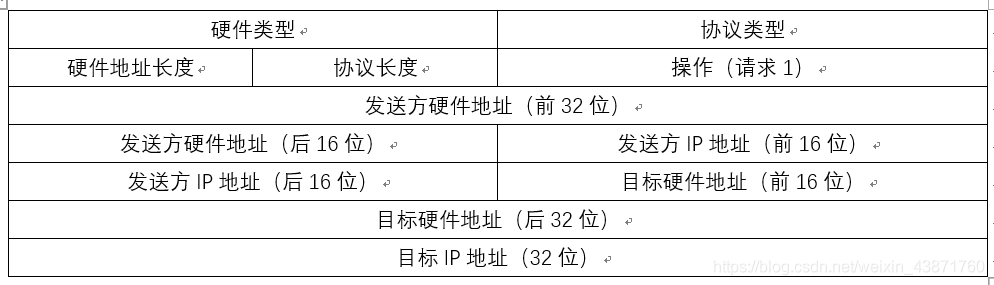 硬件类型 协议类型
硬件地址长度 协议长度 操作（请求 1）
发送方硬件地址（前 32 位）
发送方硬件地址（后 16 位） 发送方 IP 地址（前 16 位）
发送方 IP 地址（后 16 位） 目标硬件地址（前 16 位）
目标硬件地址（后 32 位）
目标 IP 地址（32 位）
https://blog.csdn.net/weixin_43871760